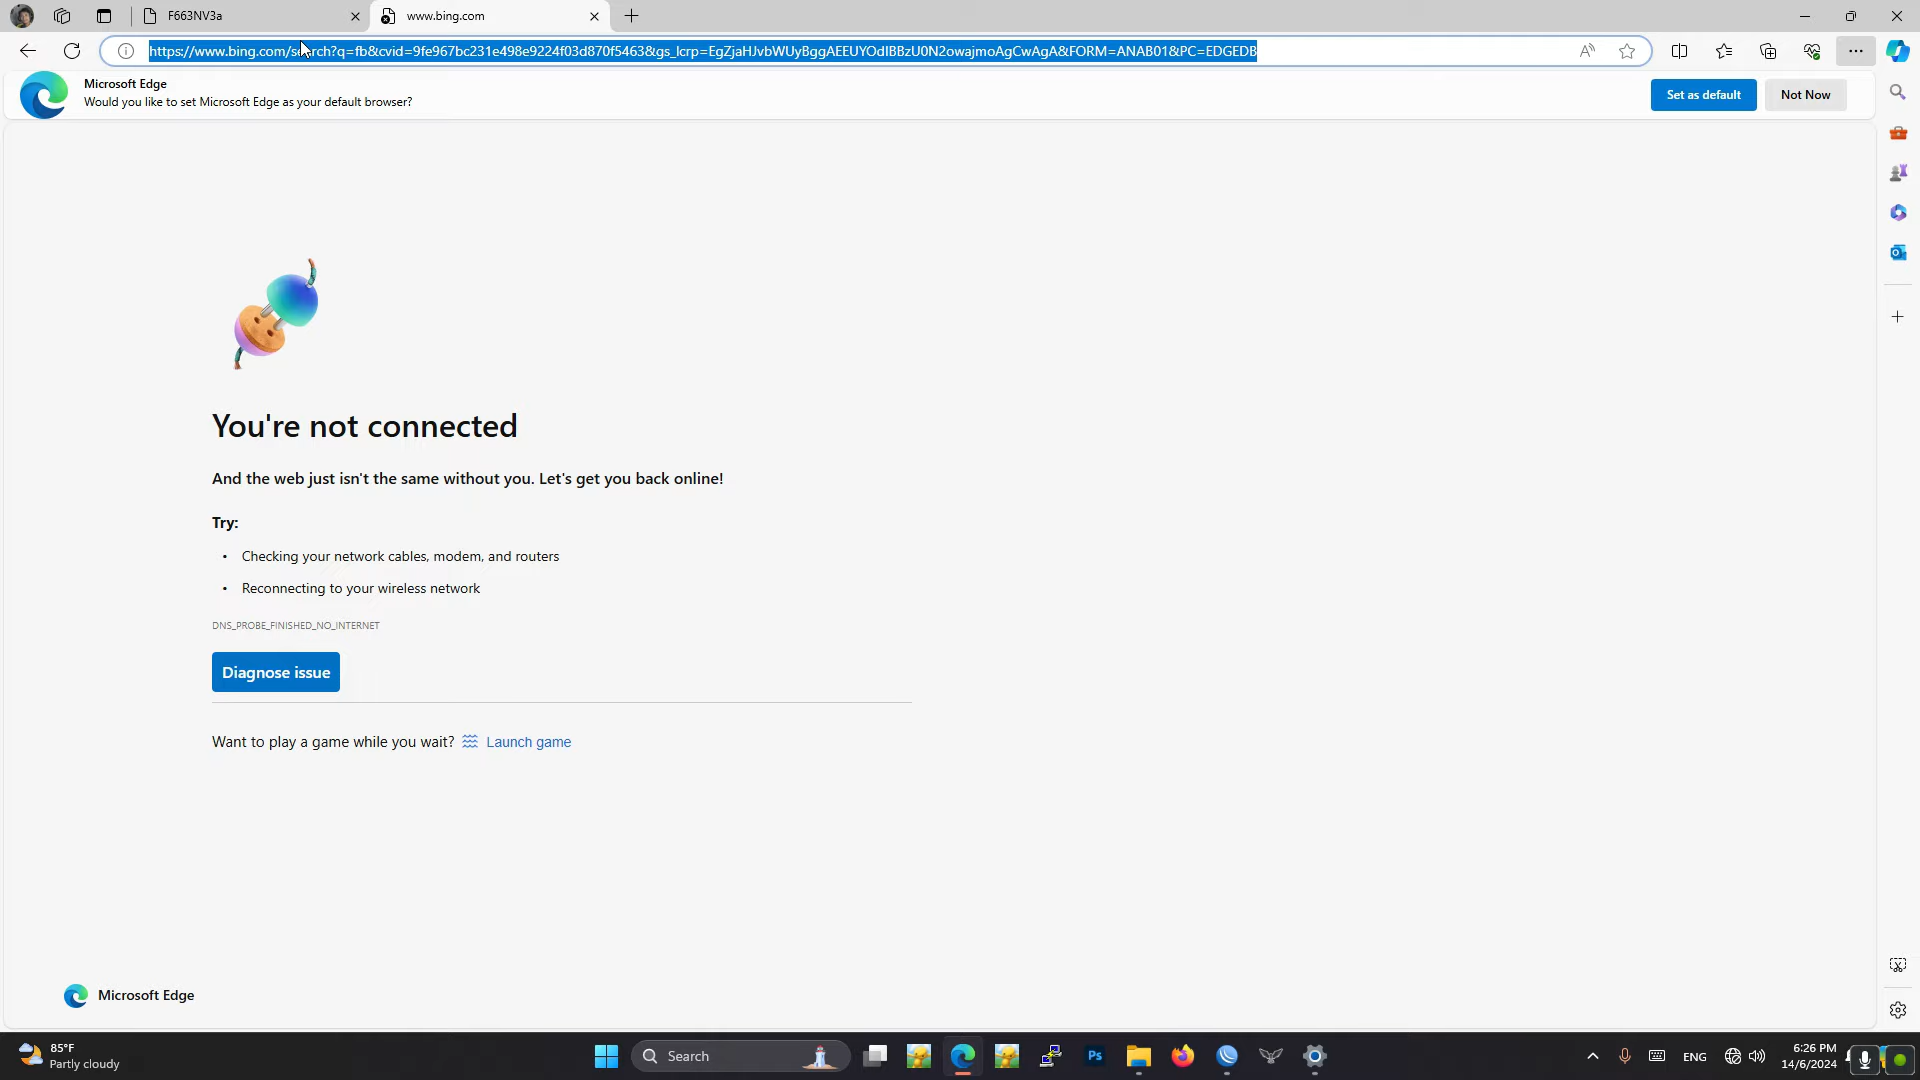 F663NV3a
www.bing.com
https://www.bing.com/search?q=fb&cvid=9fe967bc231e498e9224f03d870f5463&gs_lcrp=EgZjaHJvbWUyBggAEEUYOdIBBzU0N2owajmoAgCwAgA&FORM=ANAB01&PC=EDGEDB
Microsoft Edge
Would you like to set Microsoft Edge as your default browser?
Set as default
Not Now
You're not connected
And the web just isn't the same without you. Let's get you back online!
Try:
• Checking your network cables, modem, and routers
• Reconnecting to your wireless network
DNS_PROBE_FINISHED_NO_INTERNET
Diagnose issue
Want to play a game while you wait? Launch game
Microsoft Edge
85°F
Partly cloudy
Search
Ps
ENG
6:26 PM
14/6/2024